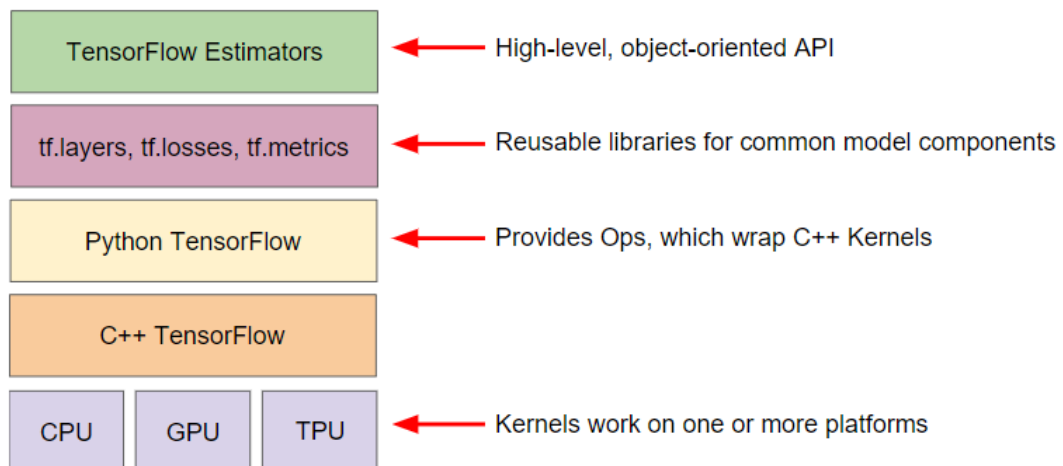 TensorFlow Estimators
High-level, object-oriented API
tf.layers, tf.losses, tf.metrics
Reusable libraries for common model components
Python TensorFlow
Provides Ops, which wrap C++ Kernels
C++ TensorFlow
CPU
GPU
TPU
Kernels work on one or more platforms